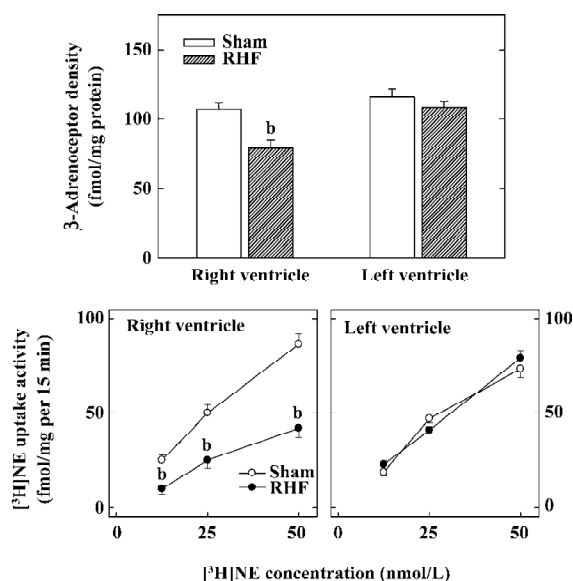 β-Adrenoceptor density
(fmol/mg protein)
150
100
50
0
Sham
RHF
b
Right ventricle
Left ventricle
[³H]NE uptake activity
(fmol/mg per 15 min)
100
50
0
Right ventricle
b
b
b
Sham
RHF
0
25
50
Left ventricle
100
50
0
0
25
50
[³H]NE concentration (nmol/L)